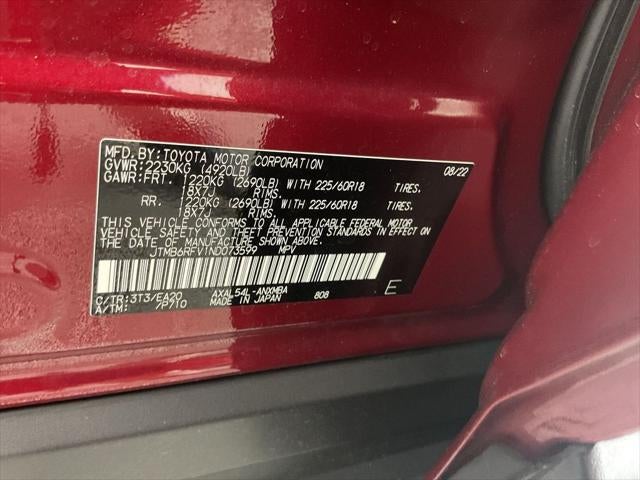 MFD. BY: TOYOTA MOTOR CORPORATION 08/22
GVWR: 2230KG (4920LB)
GAWR: FRT. 1220KG (2690LB) WITH 225/60R18 TIRES.
18X7J RIMS.
RR. 1220KG (2690LB) WITH 225/60R18 TIRES.
18X7J RIMS.
THIS VEHICLE CONFORMS TO ALL APPLICABLE FEDERAL MOTOR
VEHICLE SAFETY AND THEFT PREVENTION STANDARDS IN EFFECT ON
THE DATE OF MANUFACTURE SHOWN ABOVE.
JTMB6RFV1ND073599 MPV
C/TR: 3T3/EA20 AXAL54L-ANXMBA
A/TM: /P710 MADE IN JAPAN 808 E